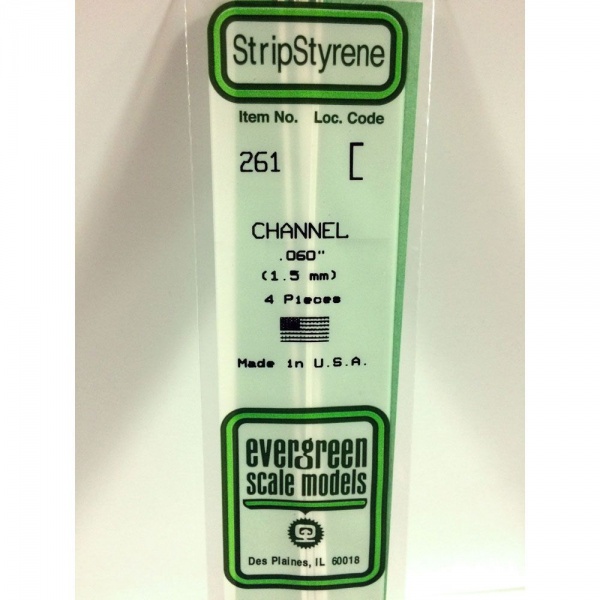 StripStyrene
Item No. Loc. Code
261 [
CHANNEL
.060"
(1.5 mm)
4 Pieces
Made in U.S.A.
evergreen
scale models
Des Plaines, IL 60018